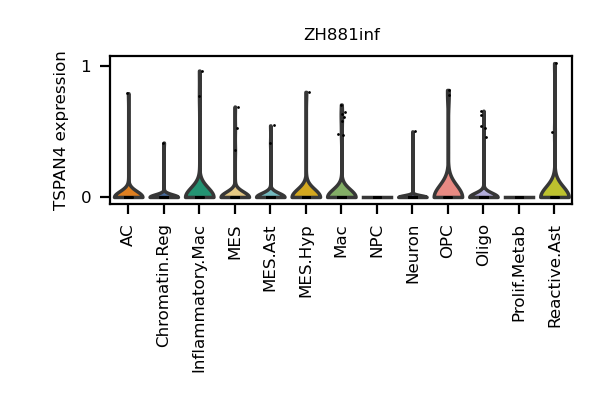 ZH881inf
TSPAN4 expression
1
0
AC
Chromatin.Reg
Inflammatory.Mac
MES
MES.Ast
MES.Hyp
Mac
NPC
Neuron
OPC
Oligo
Prolif.Metab
Reactive.Ast